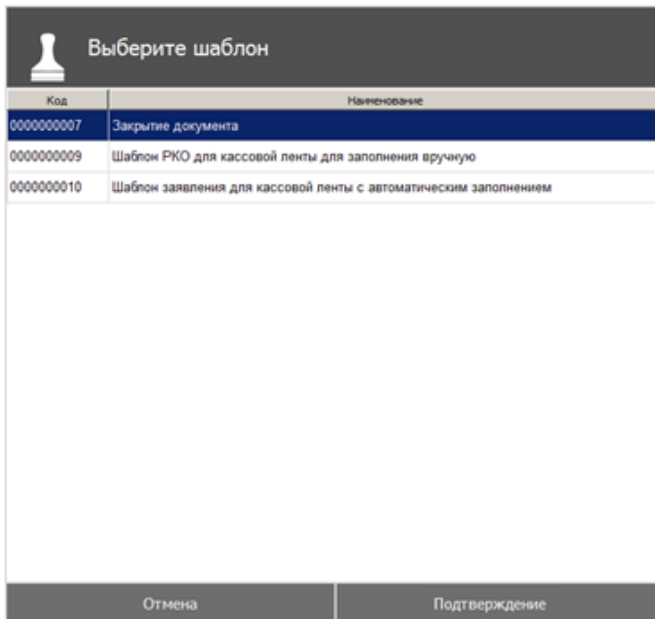 Выберите шаблон
Код Наименование
0000000007 Закрытие документа
0000000009 Шаблон РКО для кассовой ленты для заполнения вручную
0000000010 Шаблон заявления для кассовой ленты с автоматическим заполнением
Отмена Подтверждение